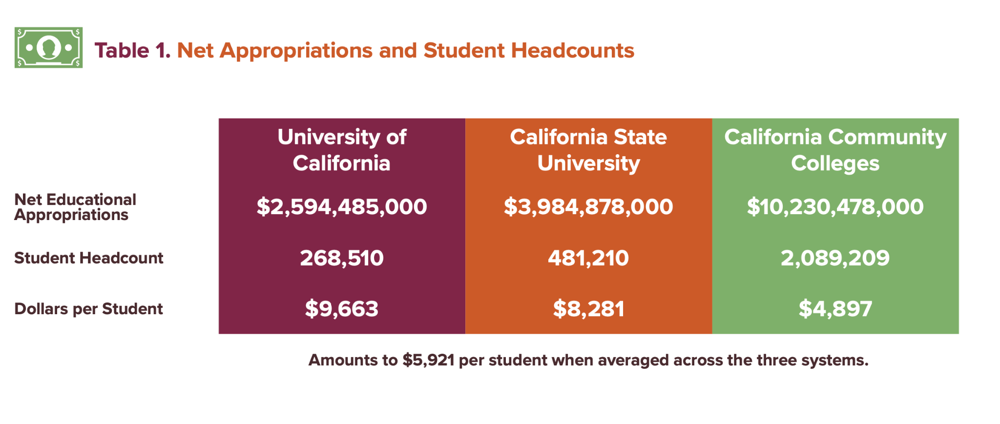 Table 1. Net Appropriations and Student Headcounts
University of
California
California State
University
California Community
Colleges
Net Educational
Appropriations
$2,594,485,000
$3,984,878,000
$10,230,478,000
Student Headcount
268,510
481,210
2,089,209
Dollars per Student
$9,663
$8,281
$4,897
Amounts to $5,921 per student when averaged across the three systems.